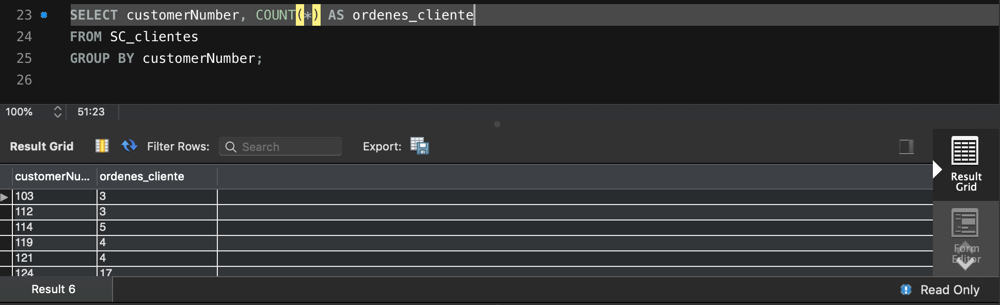 23 SELECT customerNumber, COUNT(*) AS ordenes_cliente
24 FROM SC_clientes
25 GROUP BY customerNumber;
26
100% 51:23
Result Grid Filter Rows: Search Export:
customerNu... ordenes_cliente
103 3
112 3
114 5
119 4
121 4
124 17
Result
Grid
Form
Editor
Result 6 Read Only